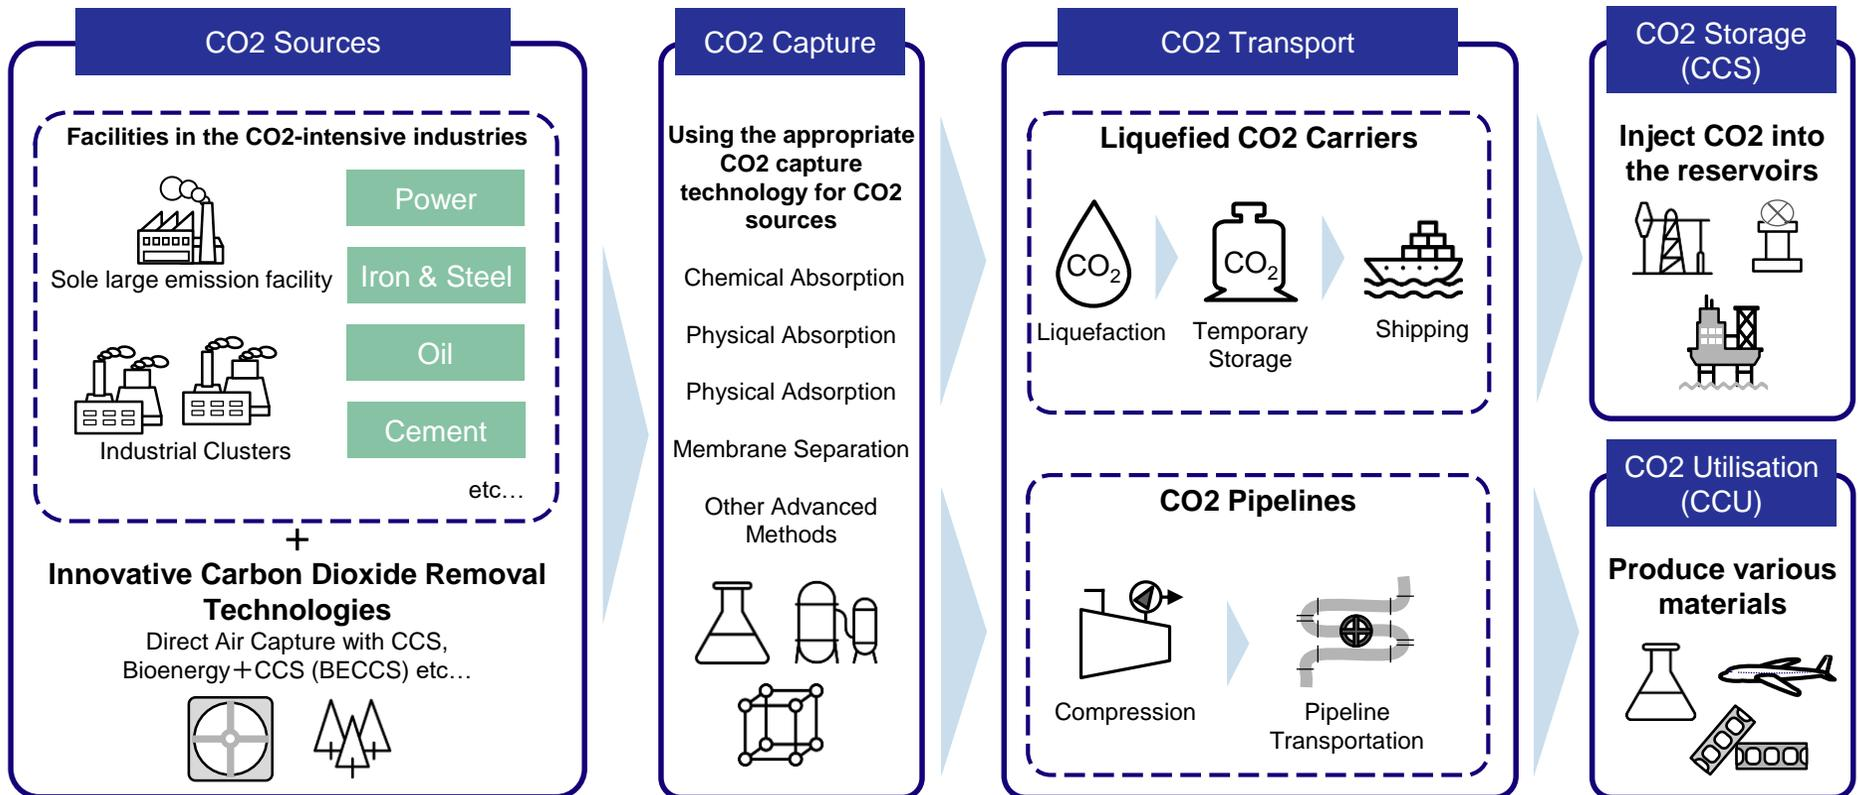 CO2 Sources
Facilities in the CO2-intensive industries
Sole large emission facility
Industrial Clusters
Power
Iron & Steel
Oil
Cement
etc…
+
Innovative Carbon Dioxide Removal
Technologies
Direct Air Capture with CCS,
Bioenergy＋CCS (BECCS) etc…
CO2 Capture
Using the appropriate
CO2 capture
technology for CO2
sources
Chemical Absorption
Physical Absorption
Physical Adsorption
Membrane Separation
Other Advanced
Methods
CO2 Transport
Liquefied CO2 Carriers
CO₂
Liquefaction
CO₂
Temporary
Storage
Shipping
CO2 Pipelines
Compression
Pipeline
Transportation
CO2 Storage
(CCS)
Inject CO2 into
the reservoirs
CO2 Utilisation
(CCU)
Produce various
materials